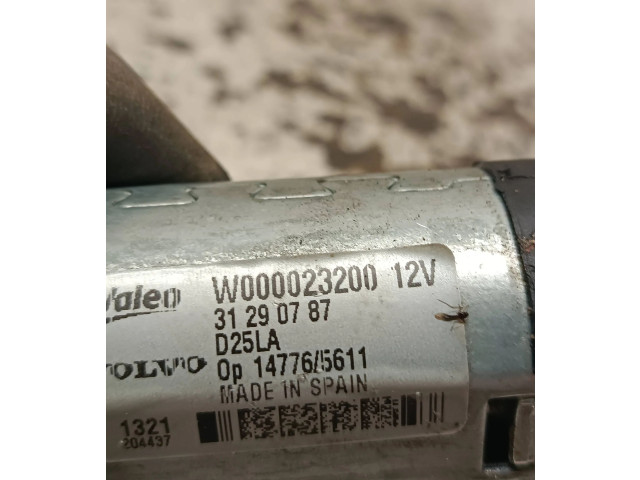 Valeo
W000023200 12V
31 29 07 87
D25LA
VOLVO
Op 14776/5611
MADE IN SPAIN
1321
204437